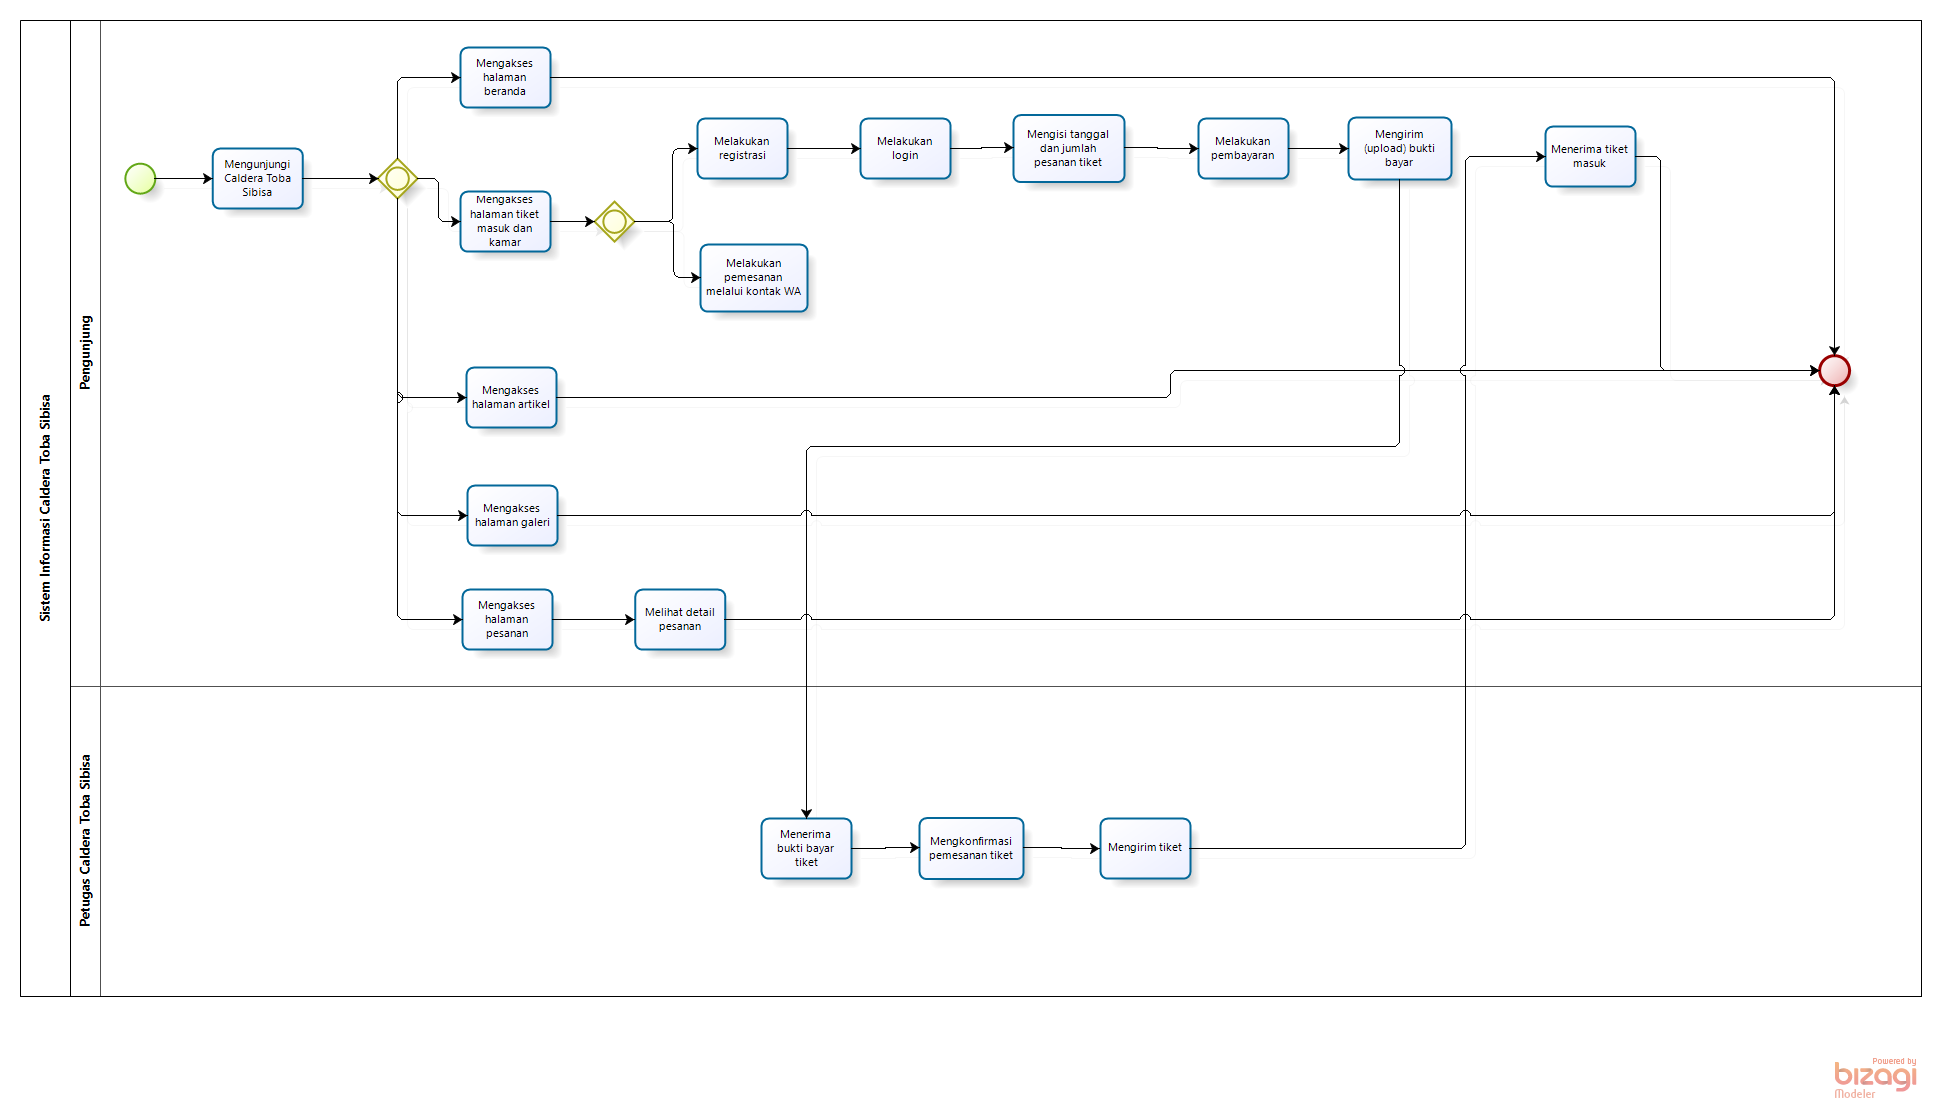 Sistem Informasi Caldera Toba Sibisa
Pengunjung
Mengunjungi
Caldera Toba
Sibisa
Mengakses
halaman
beranda
Mengakses
halaman tiket
masuk dan
kamar
Melakukan
registrasi
Melakukan
login
Mengisi tanggal
dan jumlah
pesanan tiket
Melakukan
pembayaran
Mengirim
(upload) bukti
bayar
Menerima tiket
masuk
Melakukan
pemesanan
melalui kontak WA
Mengakses
halaman artikel
Mengakses
halaman galeri
Mengakses
halaman
pesanan
Melihat detail
pesanan
Petugas Caldera Toba Sibisa
Menerima
bukti bayar
tiket
Mengkonfirmasi
pemesanan tiket
Mengirim tiket
Powered by
bizagi
Modeler